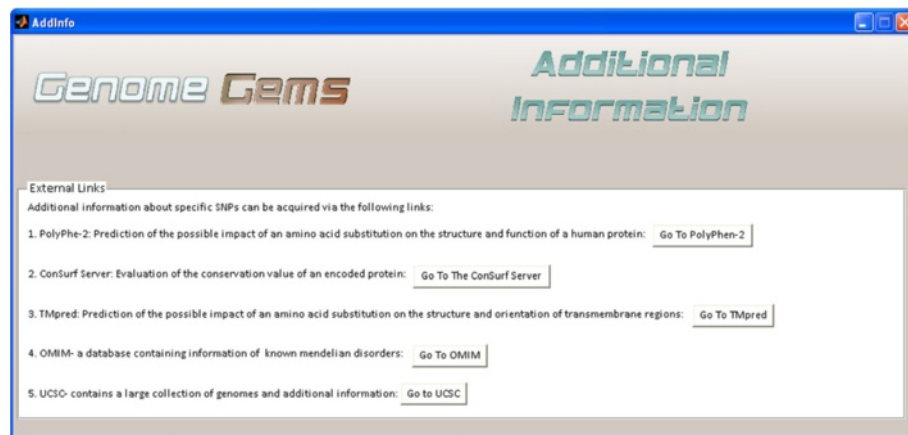 AddInfo
Genome Gems
Additional
Information
External Links
Additional information about specific SNPs can be acquired via the following links:
1. PolyPhe-2: Prediction of the possible impact of an amino acid substitution on the structure and function of a human protein: Go To PolyPhen-2
2. ConSurf Server: Evaluation of the conservation value of an encoded protein: Go To The ConSurf Server
3. TMpred: Prediction of the possible impact of an amino acid substitution on the structure and orientation of transmembrane regions: Go To TMpred
4. OMIM- a database containing information of known mendelian disorders: Go To OMIM
5. UCSC- contains a large collection of genomes and additional information: Go to UCSC